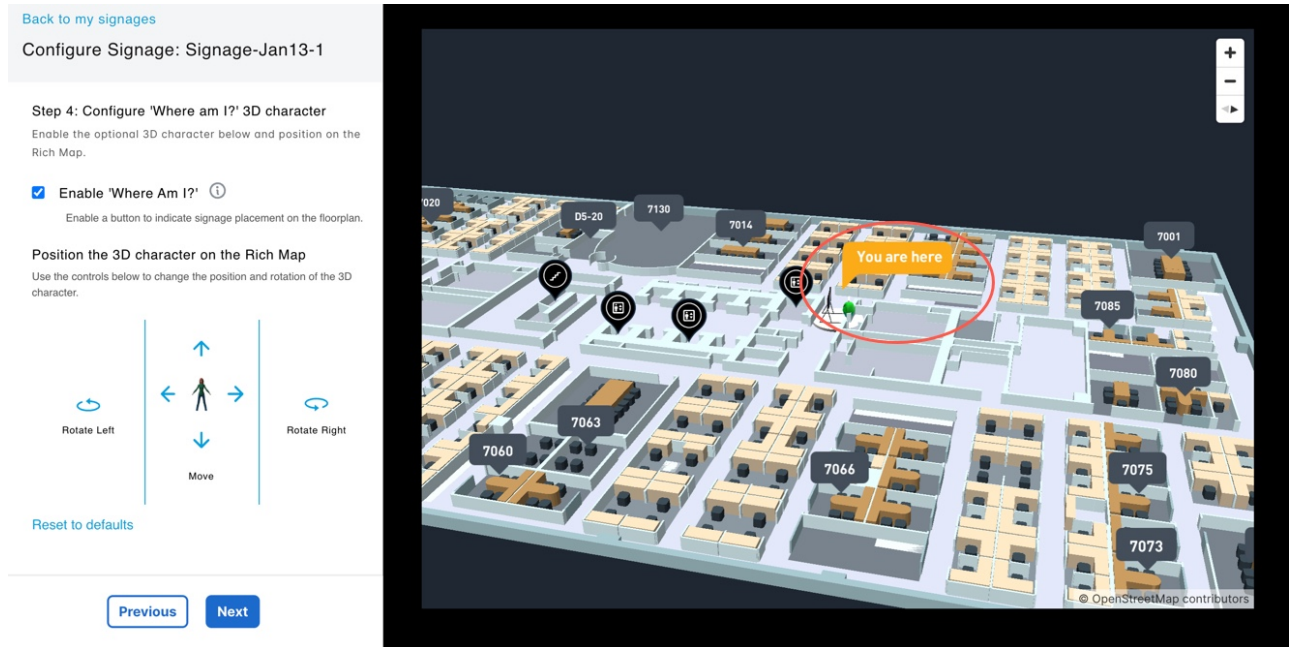 Back to my signages
Configure Signage: Signage-Jan13-1
Step 4: Configure 'Where am I?' 3D character
Enable the optional 3D character below and position on the
Rich Map.
Enable 'Where Am I?'
Enable a button to indicate signage placement on the floorplan.
Position the 3D character on the Rich Map
Use the controls below to change the position and rotation of the 3D
character.
Rotate Left
Move
Rotate Right
Reset to defaults
Previous
Next
7020
D5-20
7130
7014
You are here
7001
7085
7080
7063
7060
7066
7075
7073
© OpenStreetMap contributors